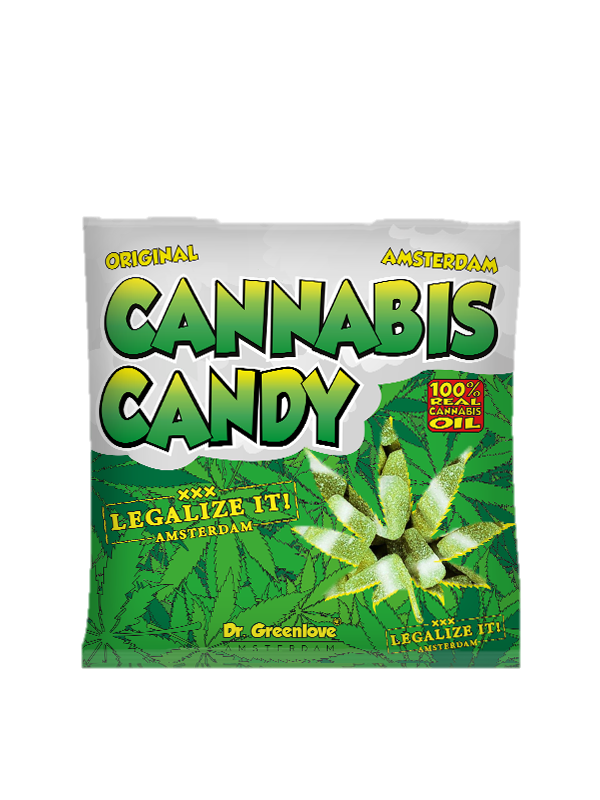 ORIGINAL AMSTERDAM
CANNABIS
CANDY
100%
REAL
CANNABIS
OIL
XXX
LEGALIZE IT!
AMSTERDAM
Dr. Greenlove
AMSTERDAM
XXX
LEGALIZE IT!
AMSTERDAM